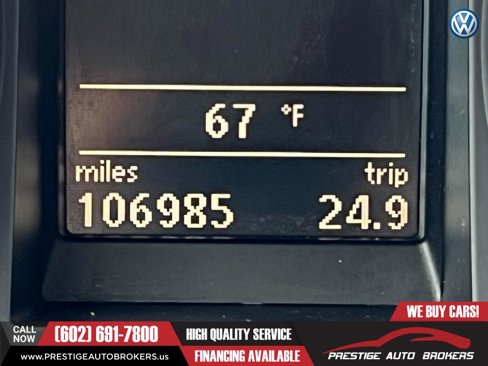 67 °F
miles trip
106985 24.9
WE BUY CARS!
CALL NOW (602) 691-7800 HIGH QUALITY SERVICE
WWW.PRESTIGEAUTOBROKERS.US FINANCING AVAILABLE
PRESTIGE AUTO BROKERS